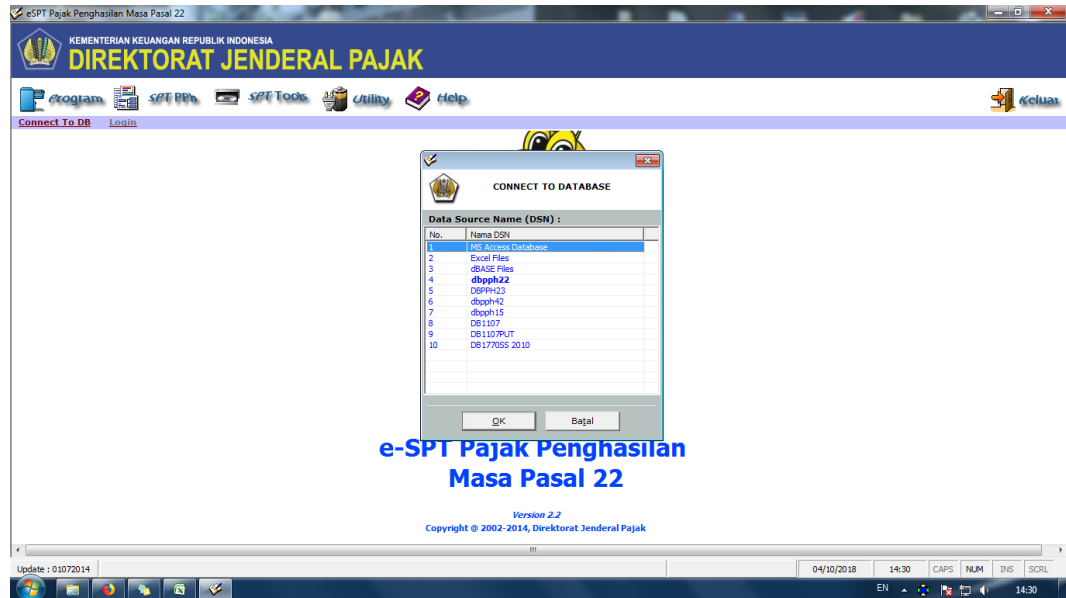 eSPT Pajak Penghasilan Masa Pasal 22
KEMENTERIAN KEUANGAN REPUBLIK INDONESIA
DIREKTORAT JENDERAL PAJAK
Program SPT PPh SPT Tools Utility Help Keluar
Connect To DB Login
CONNECT TO DATABASE
Data Source Name (DSN) :
No. Nama DSN
1 MS Access Database
2 Excel Files
3 dBASE Files
4 dbpph22
5 DBPPH23
6 dbpph42
7 dbpph15
8 DB1107
9 DB1107PUT
10 DB1770SS 2010
OK Batal
e-SPT Pajak Penghasilan
Masa Pasal 22
Version 2.2
Copyright @ 2002-2014, Direktorat Jenderal Pajak
Update : 01072014 04/10/2018 14:30 CAPS NUM INS SCRL
EN 14:30